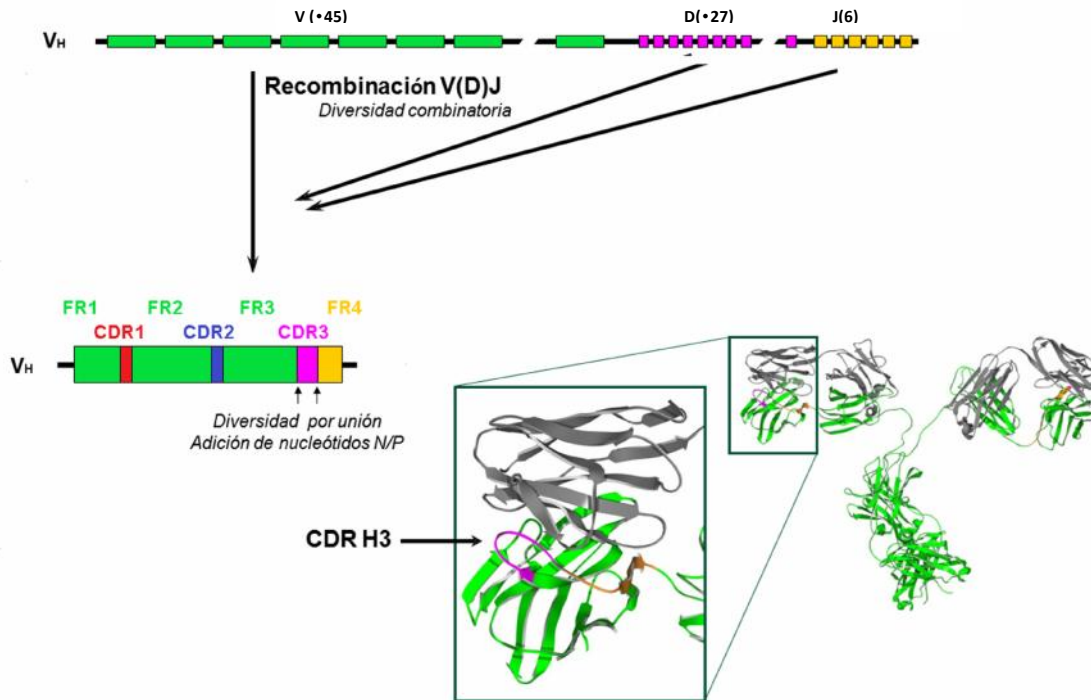 V (•45)
D(•27)
J(6)
VH
Recombinación V(D)J
Diversidad combinatoria
FR1
FR2
FR3
FR4
CDR1
CDR2
CDR3
VH
Diversidad por unión
Adición de nucleótidos N/P
CDR H3